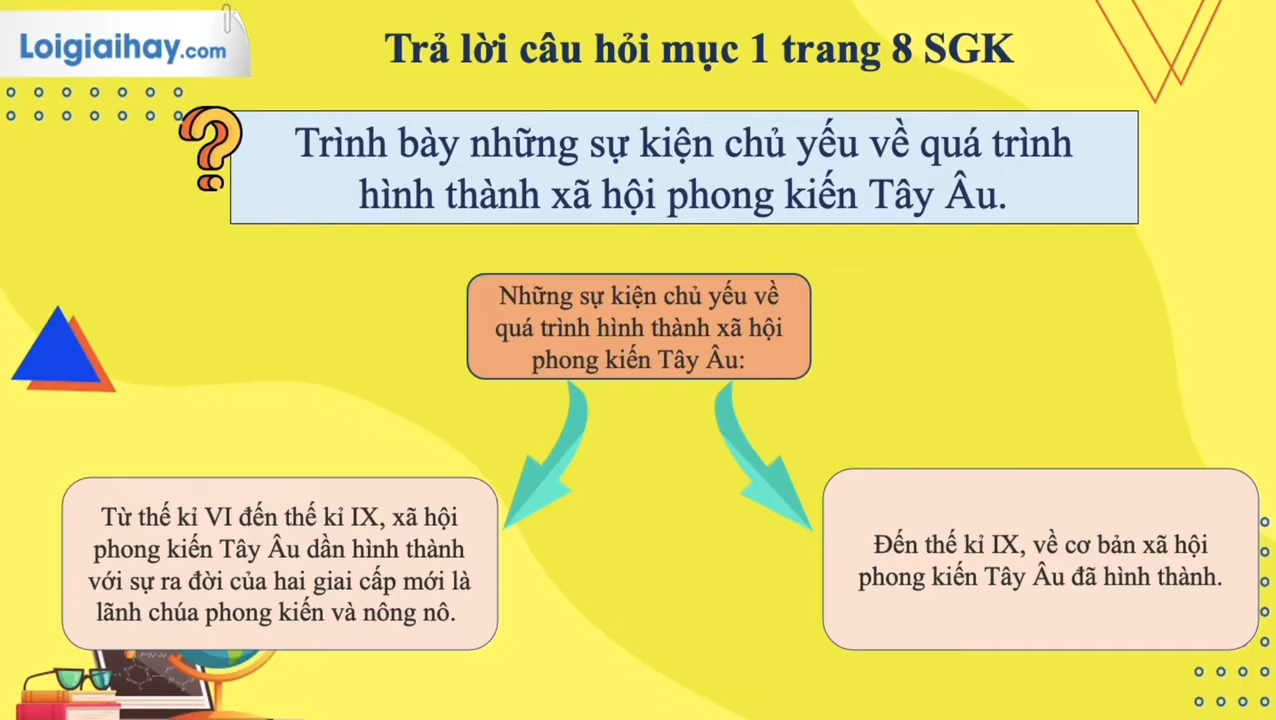 Loigiaihay.com
Trả lời câu hỏi mục 1 trang 8 SGK
Trình bày những sự kiện chủ yếu về quá trình
hình thành xã hội phong kiến Tây Âu.
Những sự kiện chủ yếu về
quá trình hình thành xã hội
phong kiến Tây Âu:
Từ thế kỉ VI đến thế kỉ IX, xã hội
phong kiến Tây Âu dần hình thành
với sự ra đời của hai giai cấp mới là
lãnh chúa phong kiến và nông nô.
Đến thế kỉ IX, về cơ bản xã hội
phong kiến Tây Âu đã hình thành.